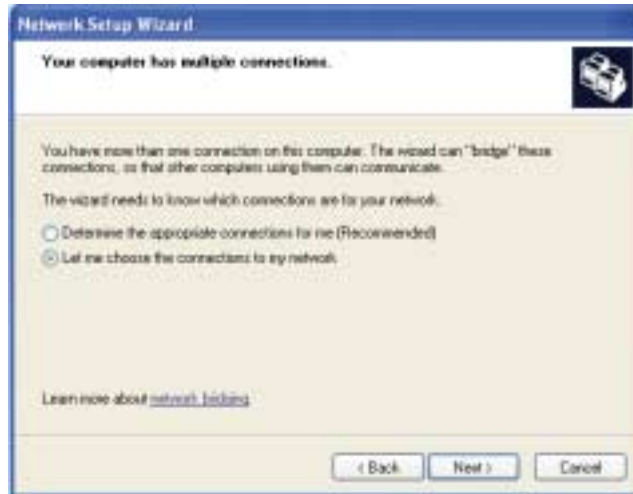 Network Setup Wizard
Your computer has multiple connections.
You have more than one connection on this computer. The wizard can "bridge" these
connections, so that other computers using them can communicate.
The wizard needs to know which connections are for your network.
Determine the appropriate connections for me (Recommended)
Let me choose the connections to my network
Learn more about network bridging
< Back
Next >
Cancel